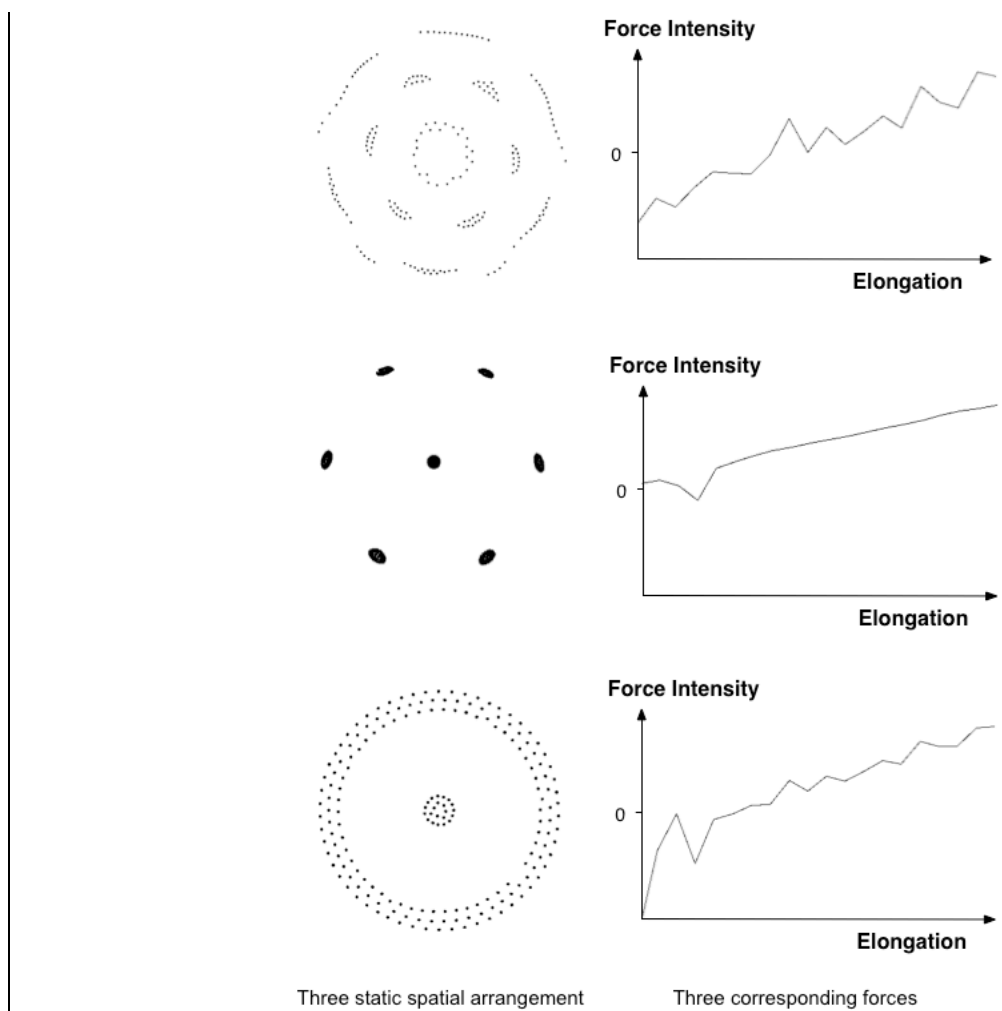 Force Intensity
0
Elongation
Force Intensity
0
Elongation
Force Intensity
0
Elongation
Three static spatial arrangement
Three corresponding forces